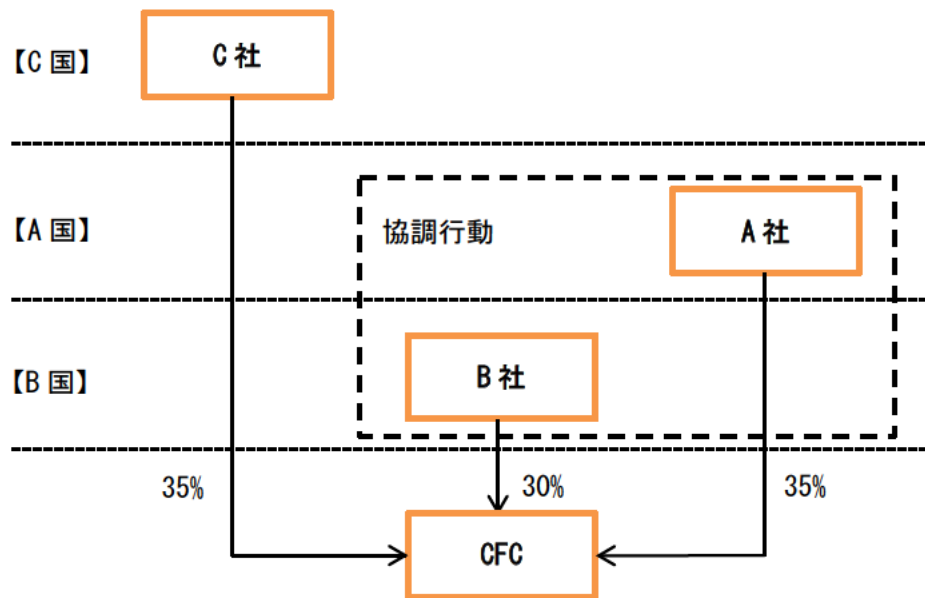 【C 国】
C 社
【A 国】
協調行動
A 社
【B 国】
B 社
35%
30%
35%
CFC